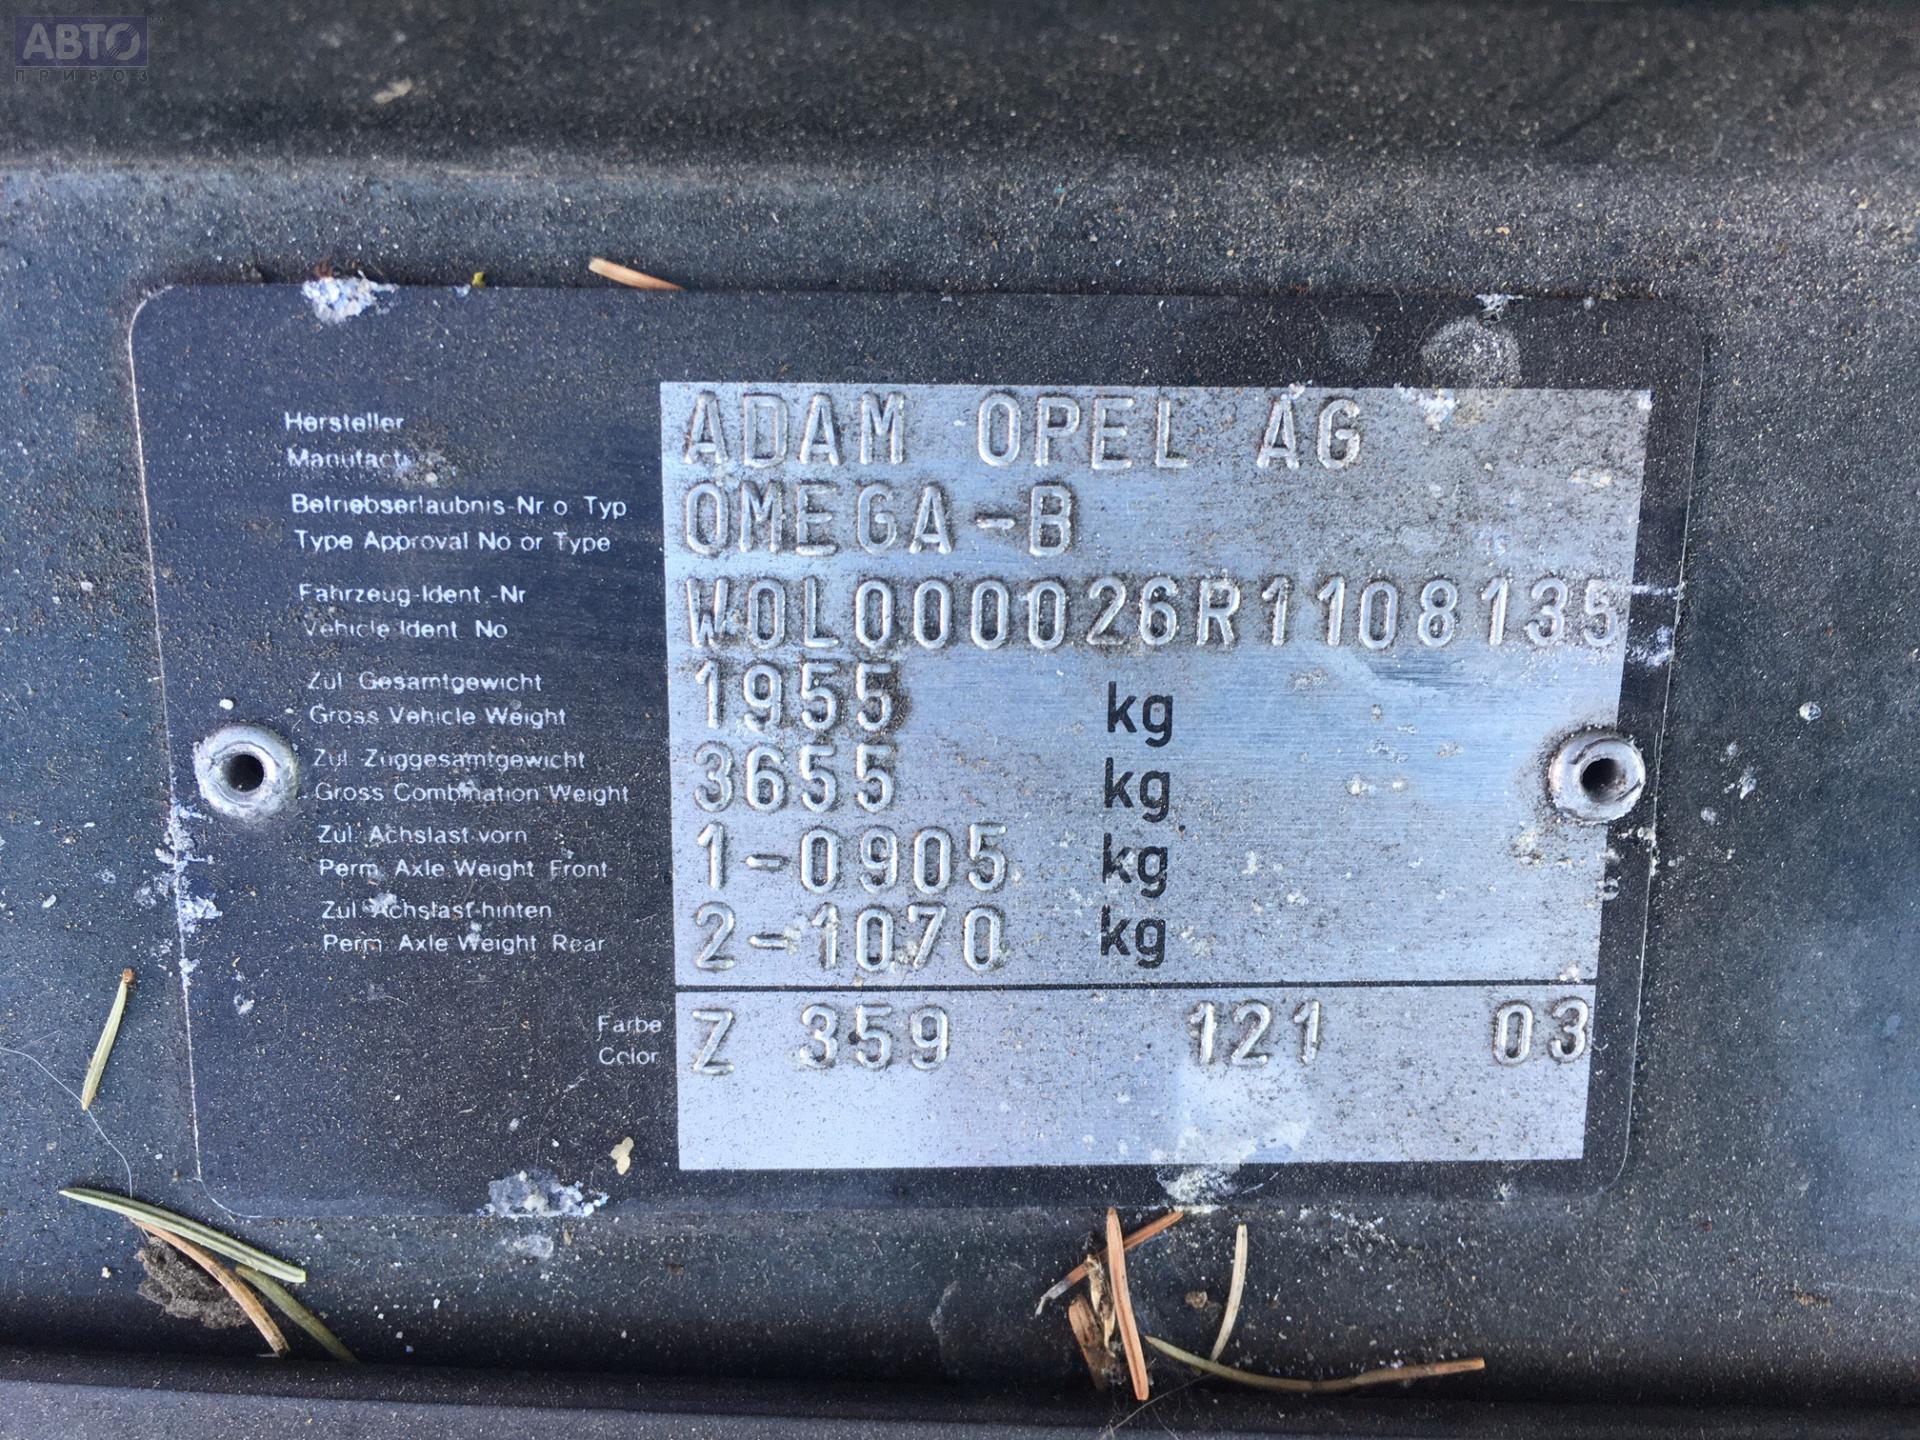 АВТО
ПРИВОЗ
Hersteller ADAM OPEL AG
Betriebserlaubnis-Nr o Typ
Type Approval No or Type OMEGA-B
Fahrzeug-Ident.-Nr
Vehicle Ident. No W0L000026R1108135
Zul. Gesamtgewicht
Gross Vehicle Weight 1955 kg
Zul. Zuggesamtgewicht
Gross Combination Weight 3655 kg
Zul. Achslast vorn
Perm. Axle Weight Front 1-0905 kg
Zul. Achslast-hinten
Perm. Axle Weight Rear 2-1070 kg
Farbe
Color Z 359 121 03